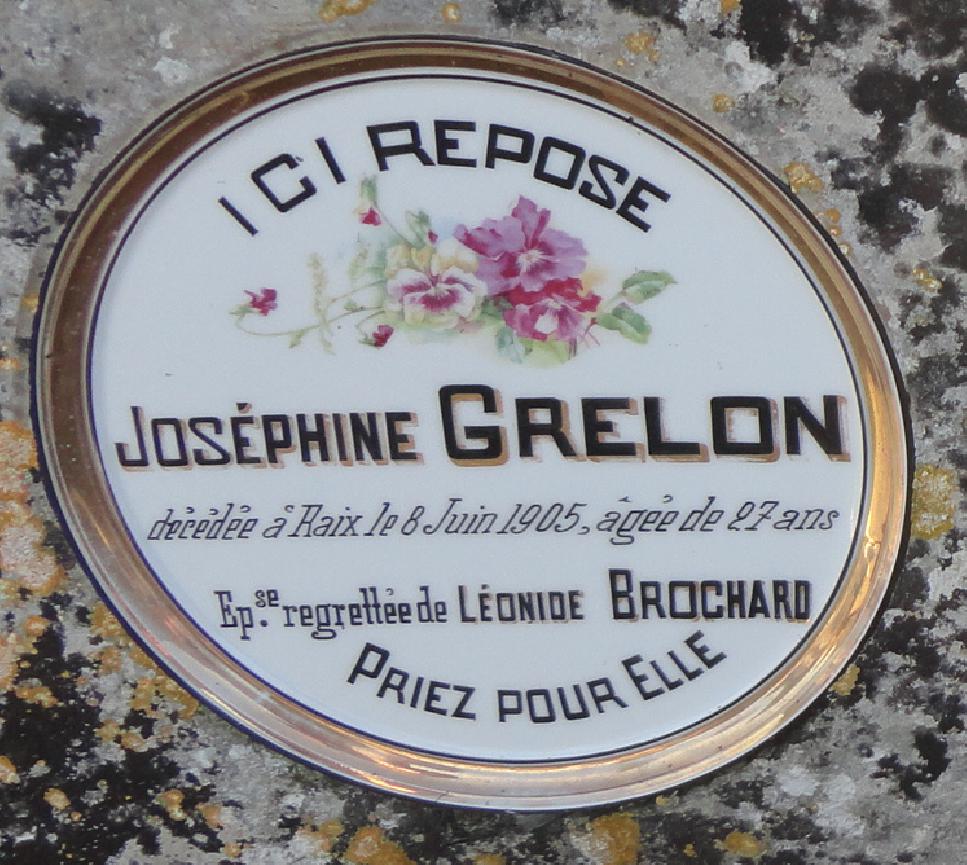 ICI REPOSE
JOSÉPHINE GRELON
décédée à Raix le 8 Juin 1905, âgée de 27 ans
Ep.se regrettée de LÉONIDE BROCHARD
PRIEZ POUR ELLE